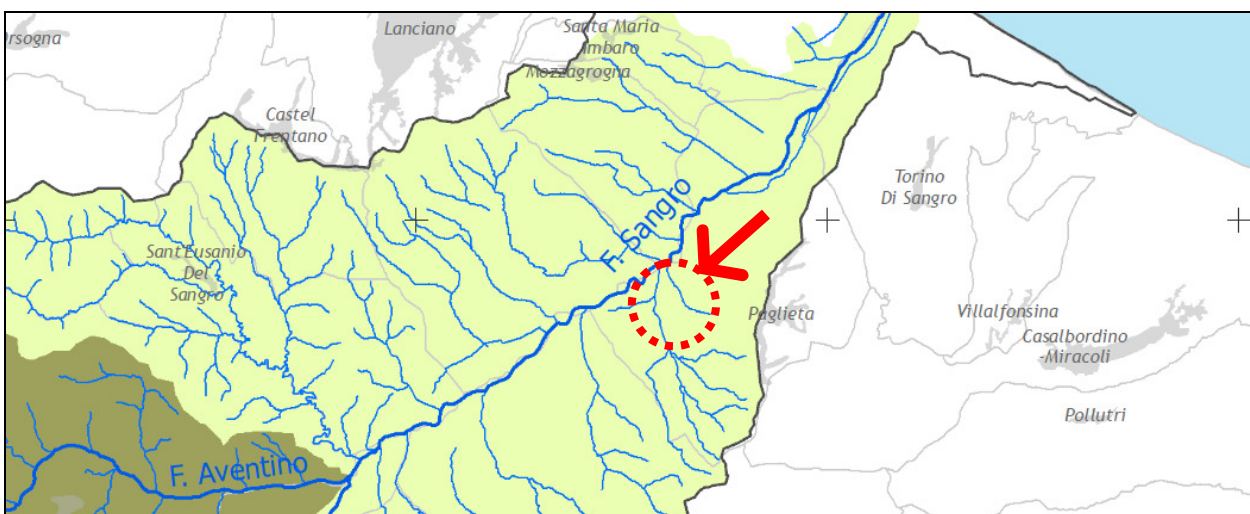 Orsogna
Lanciano
Santa Maria
Imbaro
Mozzagrogna
Castel
Frentano
Torino
Di Sangro
F. Sangro
Sant'Eusanio
Del
Sangro
Paglieta
Villalfonsina
Casalbordino
-Miracoli
Pollutri
F. Aventino